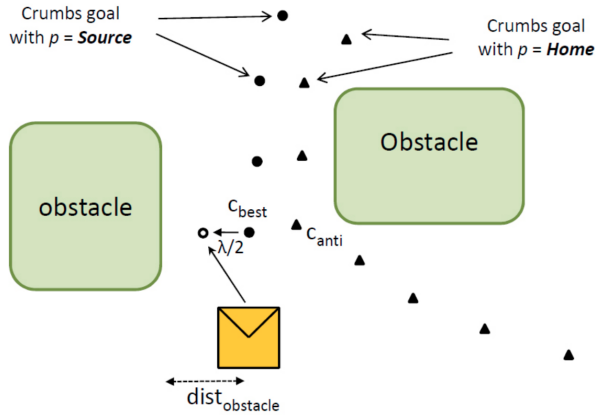 Crumbs goal
with p = Source
Crumbs goal
with p = Home
obstacle
Obstacle
c_best
λ/2
c_anti
dist_obstacle